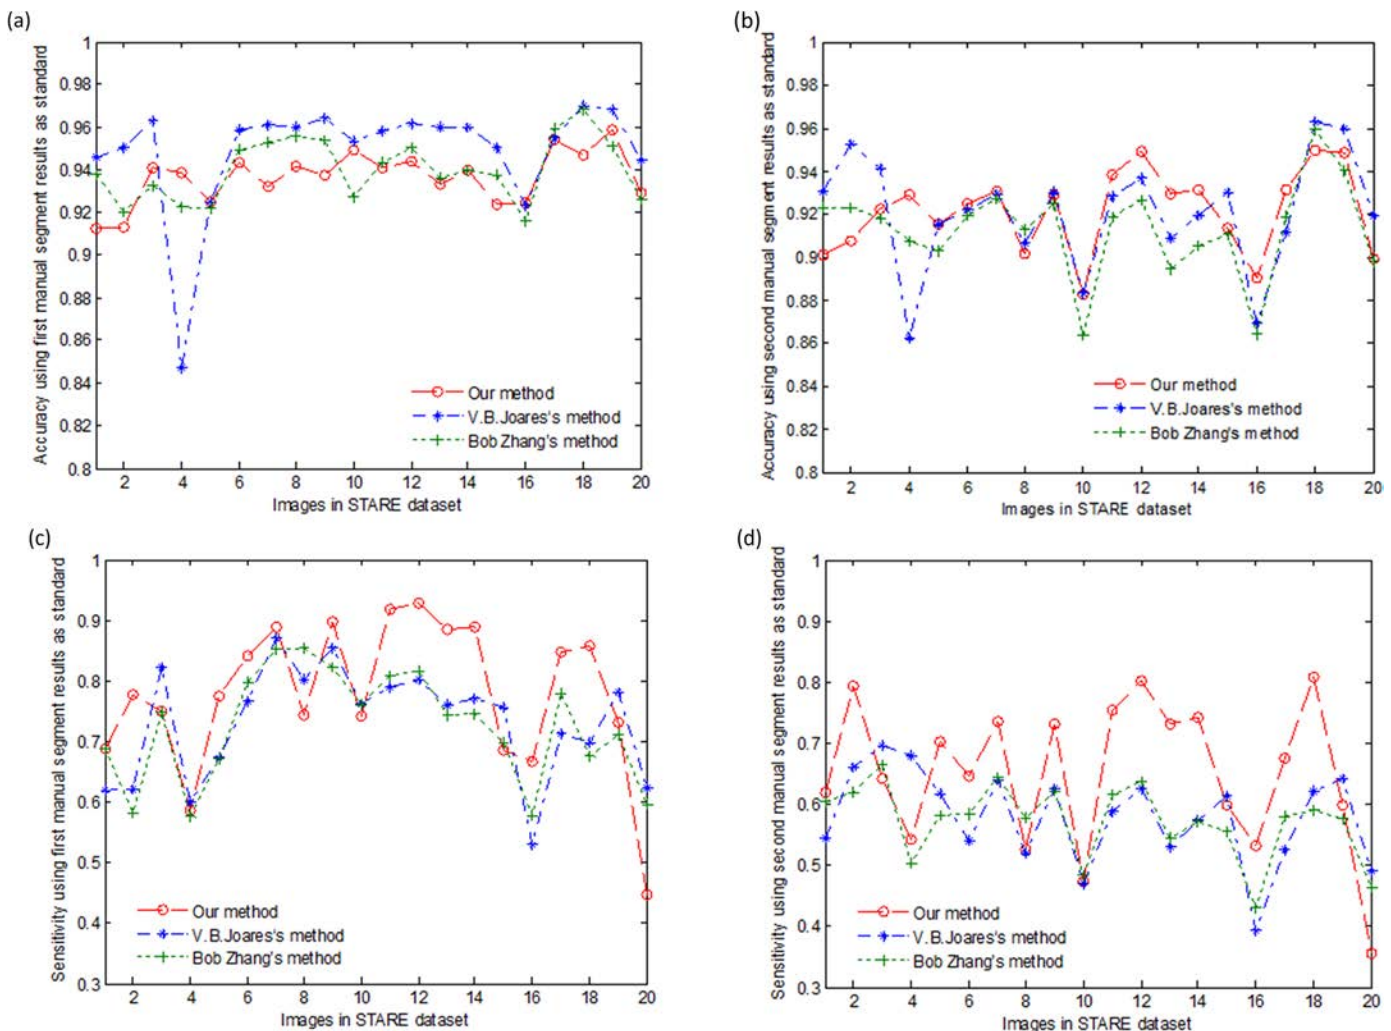 (a)
Accuracy using first manual segment results as standard
1
0.98
0.96
0.94
0.92
0.9
0.88
0.86
0.84
0.82
0.8
2 4 6 8 10 12 14 16 18 20
Images in STARE dataset
Our method
V.B.Joares's method
Bob Zhang's method
(b)
Accuracy using second manual segment results as standard
1
0.98
0.96
0.94
0.92
0.9
0.88
0.86
0.84
0.82
0.8
2 4 6 8 10 12 14 16 18 20
Images in STARE dataset
Our method
V.B.Joares's method
Bob Zhang's method
(c)
Sensitivity using first manual segment results as standard
1
0.9
0.8
0.7
0.6
0.5
0.4
0.3
2 4 6 8 10 12 14 16 18 20
Images in STARE dataset
Our method
V.B.Joares's method
Bob Zhang's method
(d)
Sensitivity using second manual segment results as standard
1
0.9
0.8
0.7
0.6
0.5
0.4
0.3
2 4 6 8 10 12 14 16 18 20
Images in STARE dataset
Our method
V.B.Joares's method
Bob Zhang's method